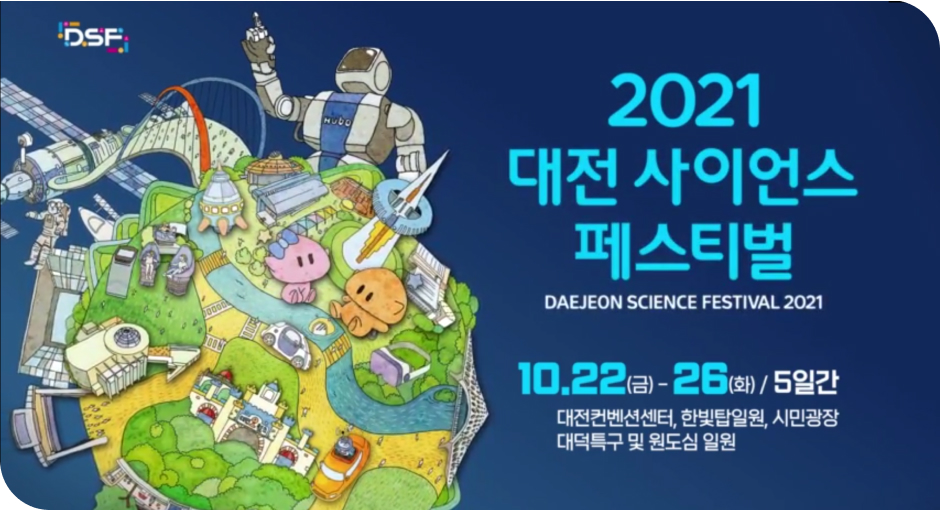 DSF
HUBO
2021
대전 사이언스
페스티벌
DAEJEON SCIENCE FESTIVAL 2021
10.22(금) - 26(화) / 5일간
대전컨벤션센터, 한빛탑일원, 시민광장
대덕특구 및 원도심 일원